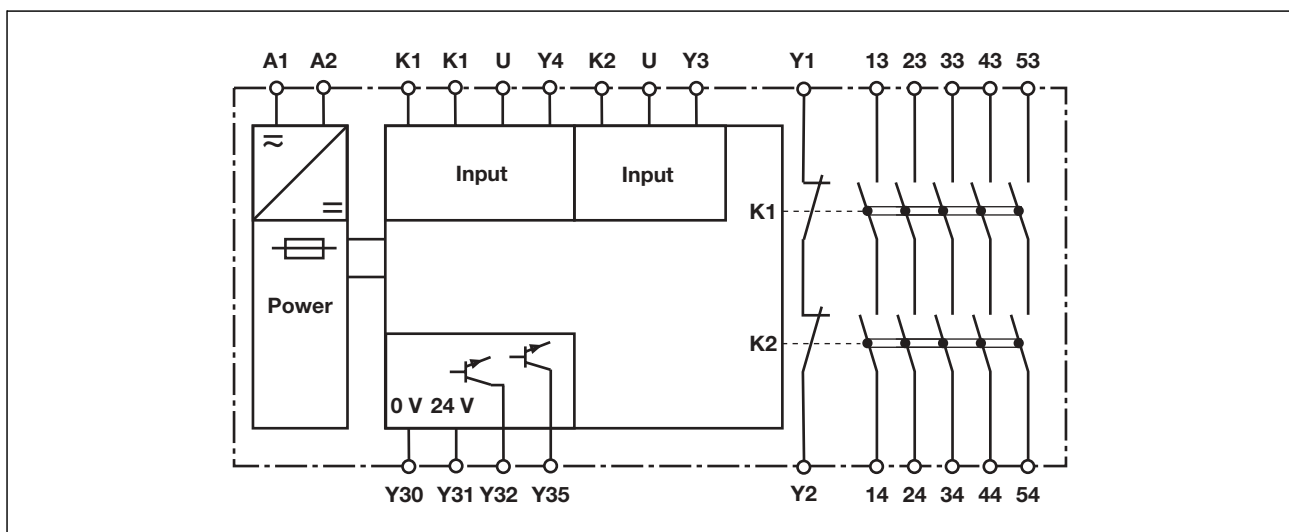 A1 A2 K1 K1 U Y4 K2 U Y3 Y1 13 23 33 43 53
Input Input
K1
Power
K2
0 V 24 V
Y30 Y31 Y32 Y35 Y2 14 24 34 44 54